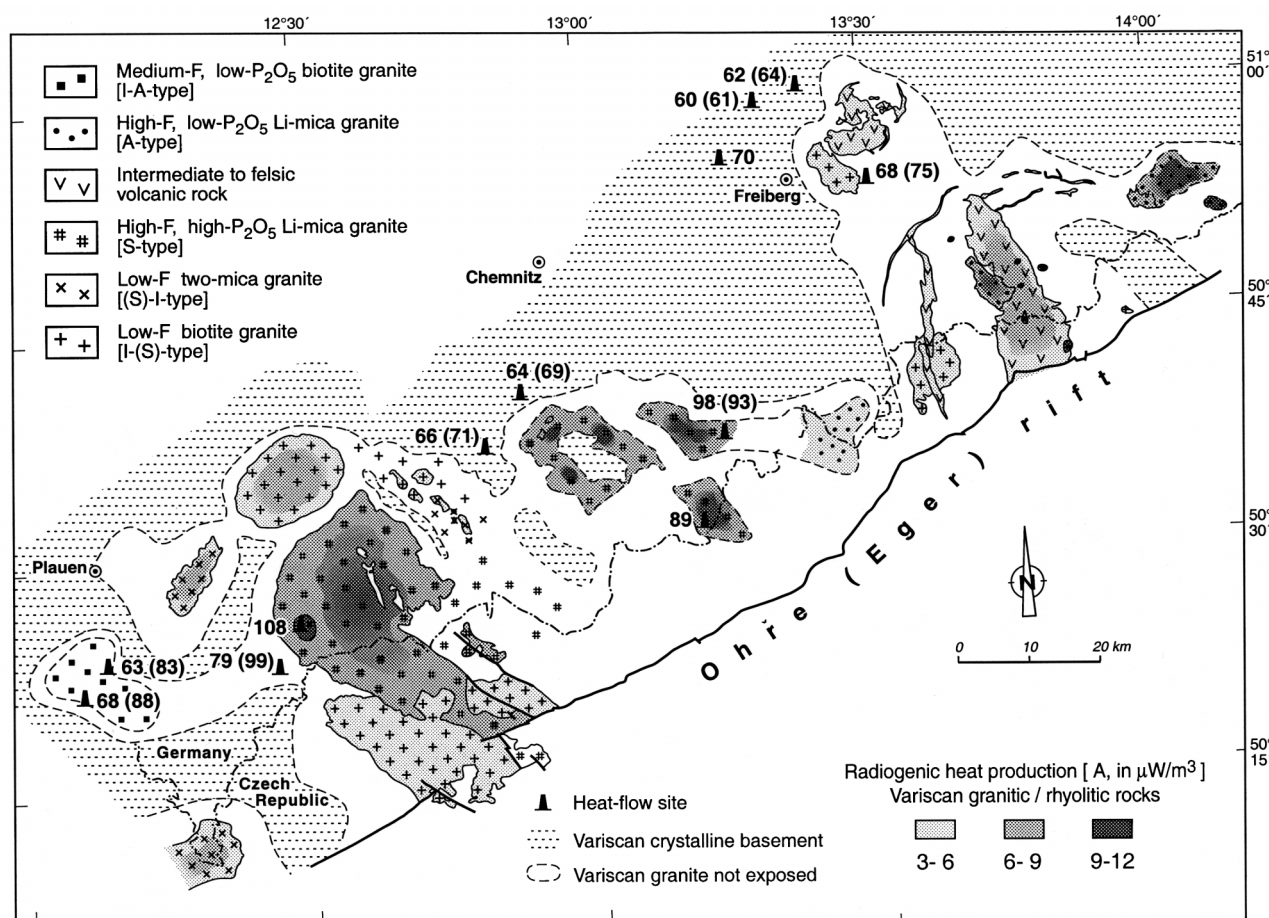 12°30´
13°00´
13°30´
14°00´
51°
00´
50°
45´
50°
30´
50°
15´
Medium-F, low-P₂O₅ biotite granite
[I-A-type]
High-F, low-P₂O₅ Li-mica granite
[A-type]
Intermediate to felsic
volcanic rock
High-F, high-P₂O₅ Li-mica granite
[S-type]
Low-F two-mica granite
[(S)-I-type]
Low-F biotite granite
[I-(S)-type]
62 (64)
60 (61)
70
68 (75)
Freiberg
Chemnitz
64 (69)
98 (93)
66 (71)
89
Plauen
108
63 (83)
79 (99)
68 (88)
Germany
Czech
Republic
Ohře (Eger) rift
N
0 10 20 km
Heat-flow site
Variscan crystalline basement
Variscan granite not exposed
Radiogenic heat production [ A, in µW/m³ ]
Variscan granitic / rhyolitic rocks
3- 6 6- 9 9-12